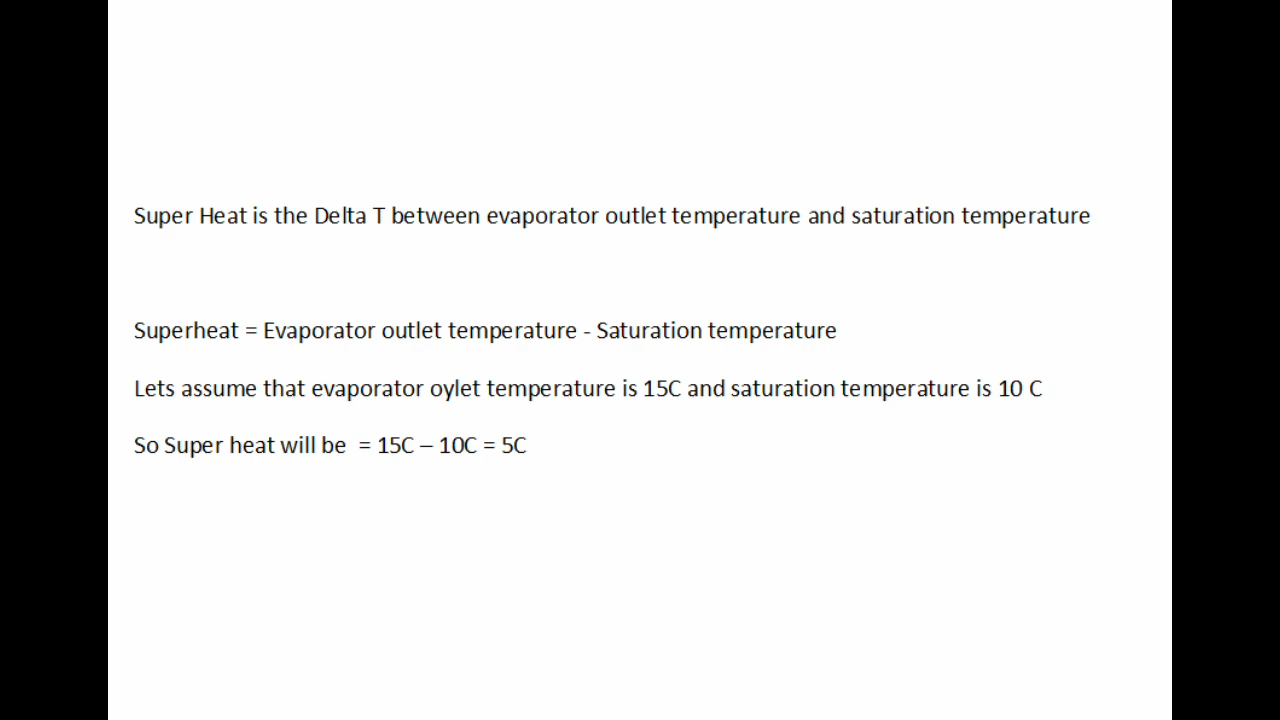 Super Heat is the Delta T between evaporator outlet temperature and saturation temperature
Superheat = Evaporator outlet temperature - Saturation temperature
Lets assume that evaporator oylet temperature is 15C and saturation temperature is 10 C
So Super heat will be  = 15C – 10C = 5C